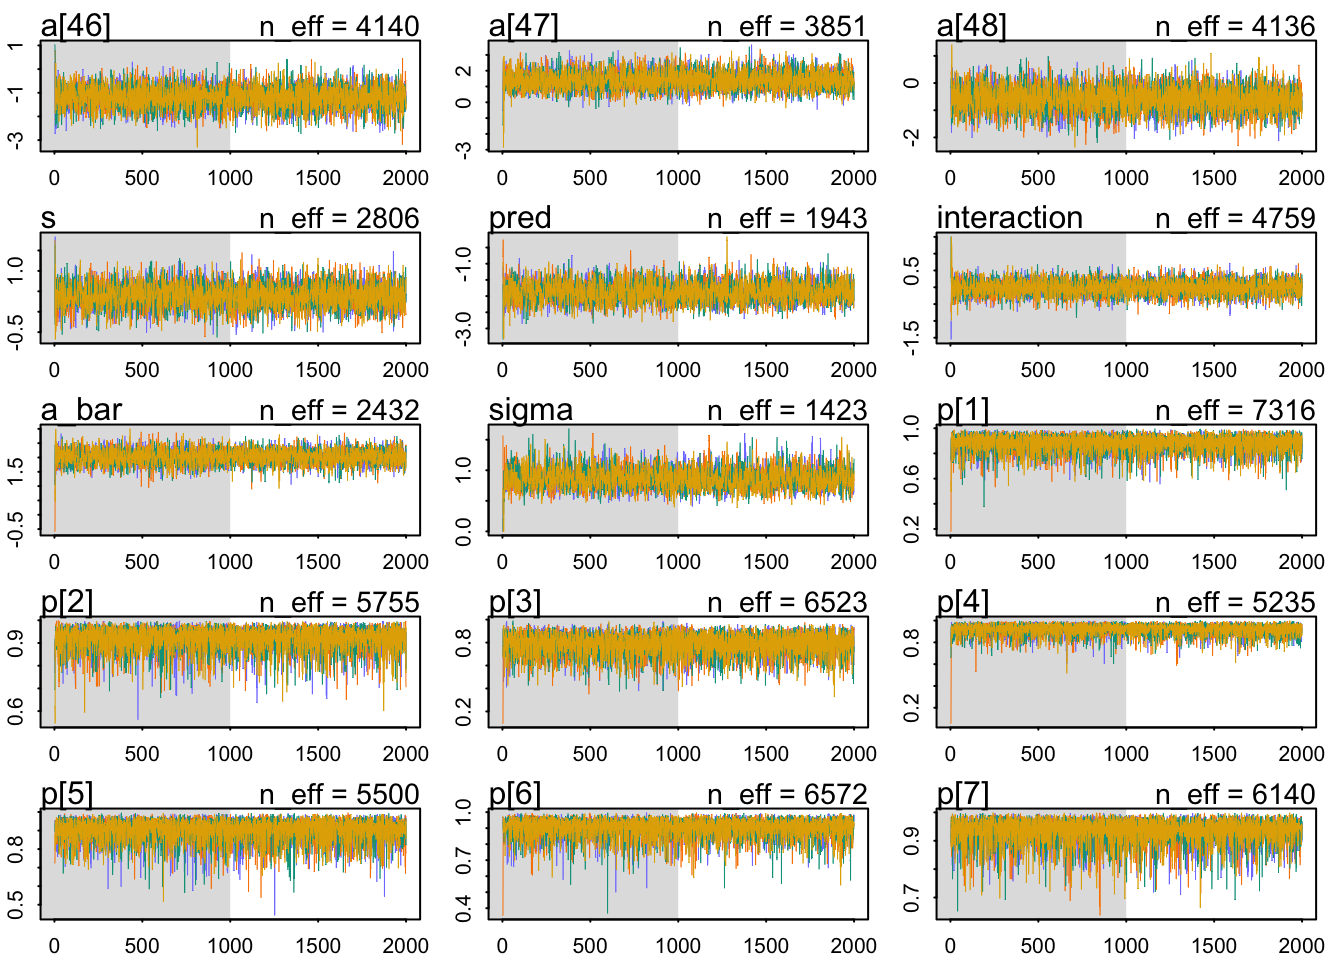 a[46] n_eff = 4140 a[47] n_eff = 3851 a[48] n_eff = 4136
1 -1 -3 2 0 -3 0 -2
0 500 1000 1500 2000 0 500 1000 1500 2000 0 500 1000 1500 2000
s n_eff = 2806 pred n_eff = 1943 interaction n_eff = 4759
1.0 -0.5 -1.0 -3.0 0.5 -1.5
0 500 1000 1500 2000 0 500 1000 1500 2000 0 500 1000 1500 2000
a_bar n_eff = 2432 sigma n_eff = 1423 p[1] n_eff = 7316
1.5 -0.5 1.0 0.0 1.0 0.6 0.2
0 500 1000 1500 2000 0 500 1000 1500 2000 0 500 1000 1500 2000
p[2] n_eff = 5755 p[3] n_eff = 6523 p[4] n_eff = 5235
0.9 0.6 0.8 0.2 0.8 0.2
0 500 1000 1500 2000 0 500 1000 1500 2000 0 500 1000 1500 2000
p[5] n_eff = 5500 p[6] n_eff = 6572 p[7] n_eff = 6140
0.8 0.5 1.0 0.7 0.4 0.9 0.7
0 500 1000 1500 2000 0 500 1000 1500 2000 0 500 1000 1500 2000